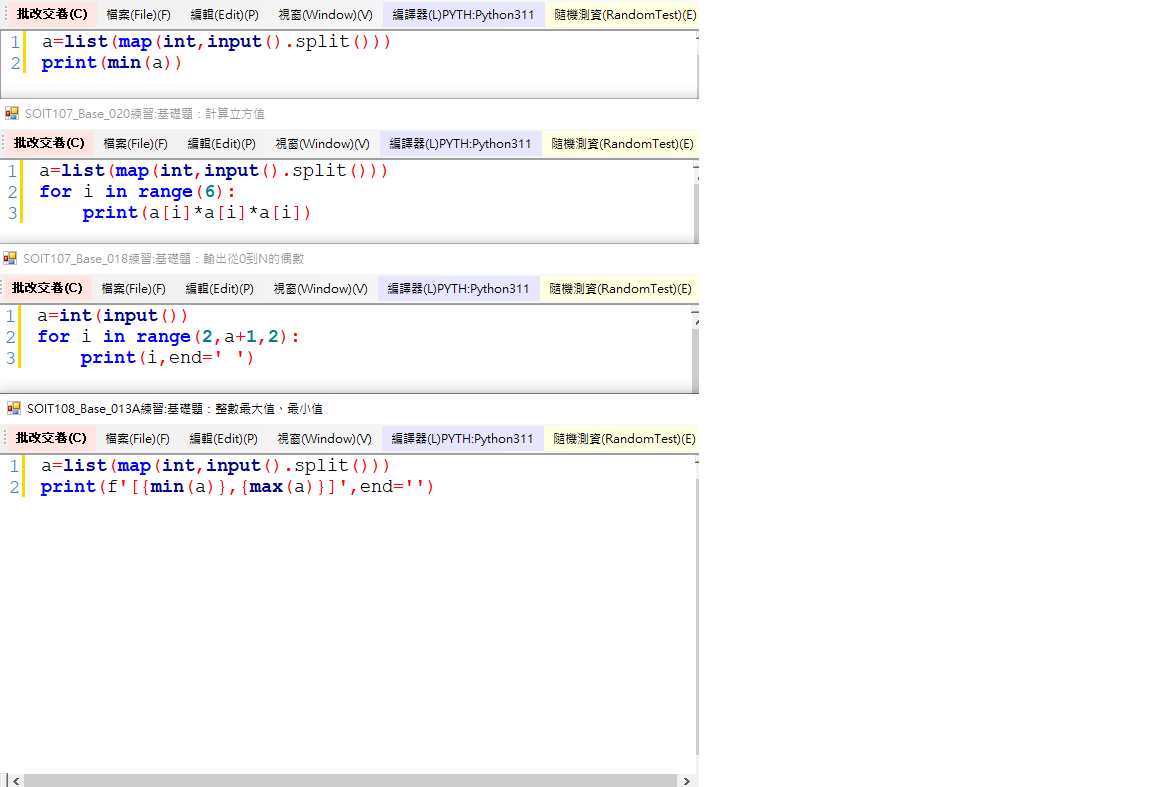 批改交卷(C) 檔案(File)(F) 編輯(Edit)(P) 視窗(Window)(V) 編譯器(L)PYTH:Python311 隨機測資(RandomTest)(E)
1 a=list(map(int,input().split()))
2 print(min(a))
SOIT107_Base_020練習:基礎題：計算立方值
批改交卷(C) 檔案(File)(F) 編輯(Edit)(P) 視窗(Window)(V) 編譯器(L)PYTH:Python311 隨機測資(RandomTest)(E)
1 a=list(map(int,input().split()))
2 for i in range(6):
3     print(a[i]*a[i]*a[i])
SOIT107_Base_018練習:基礎題：輸出從0到N的偶數
批改交卷(C) 檔案(File)(F) 編輯(Edit)(P) 視窗(Window)(V) 編譯器(L)PYTH:Python311 隨機測資(RandomTest)(E)
1 a=int(input())
2 for i in range(2,a+1,2):
3     print(i,end=' ')
SOIT108_Base_013A練習:基礎題：整數最大值、最小值
批改交卷(C) 檔案(File)(F) 編輯(Edit)(P) 視窗(Window)(V) 編譯器(L)PYTH:Python311 隨機測資(RandomTest)(E)
1 a=list(map(int,input().split()))
2 print(f'[{min(a)},{max(a)}]',end='')